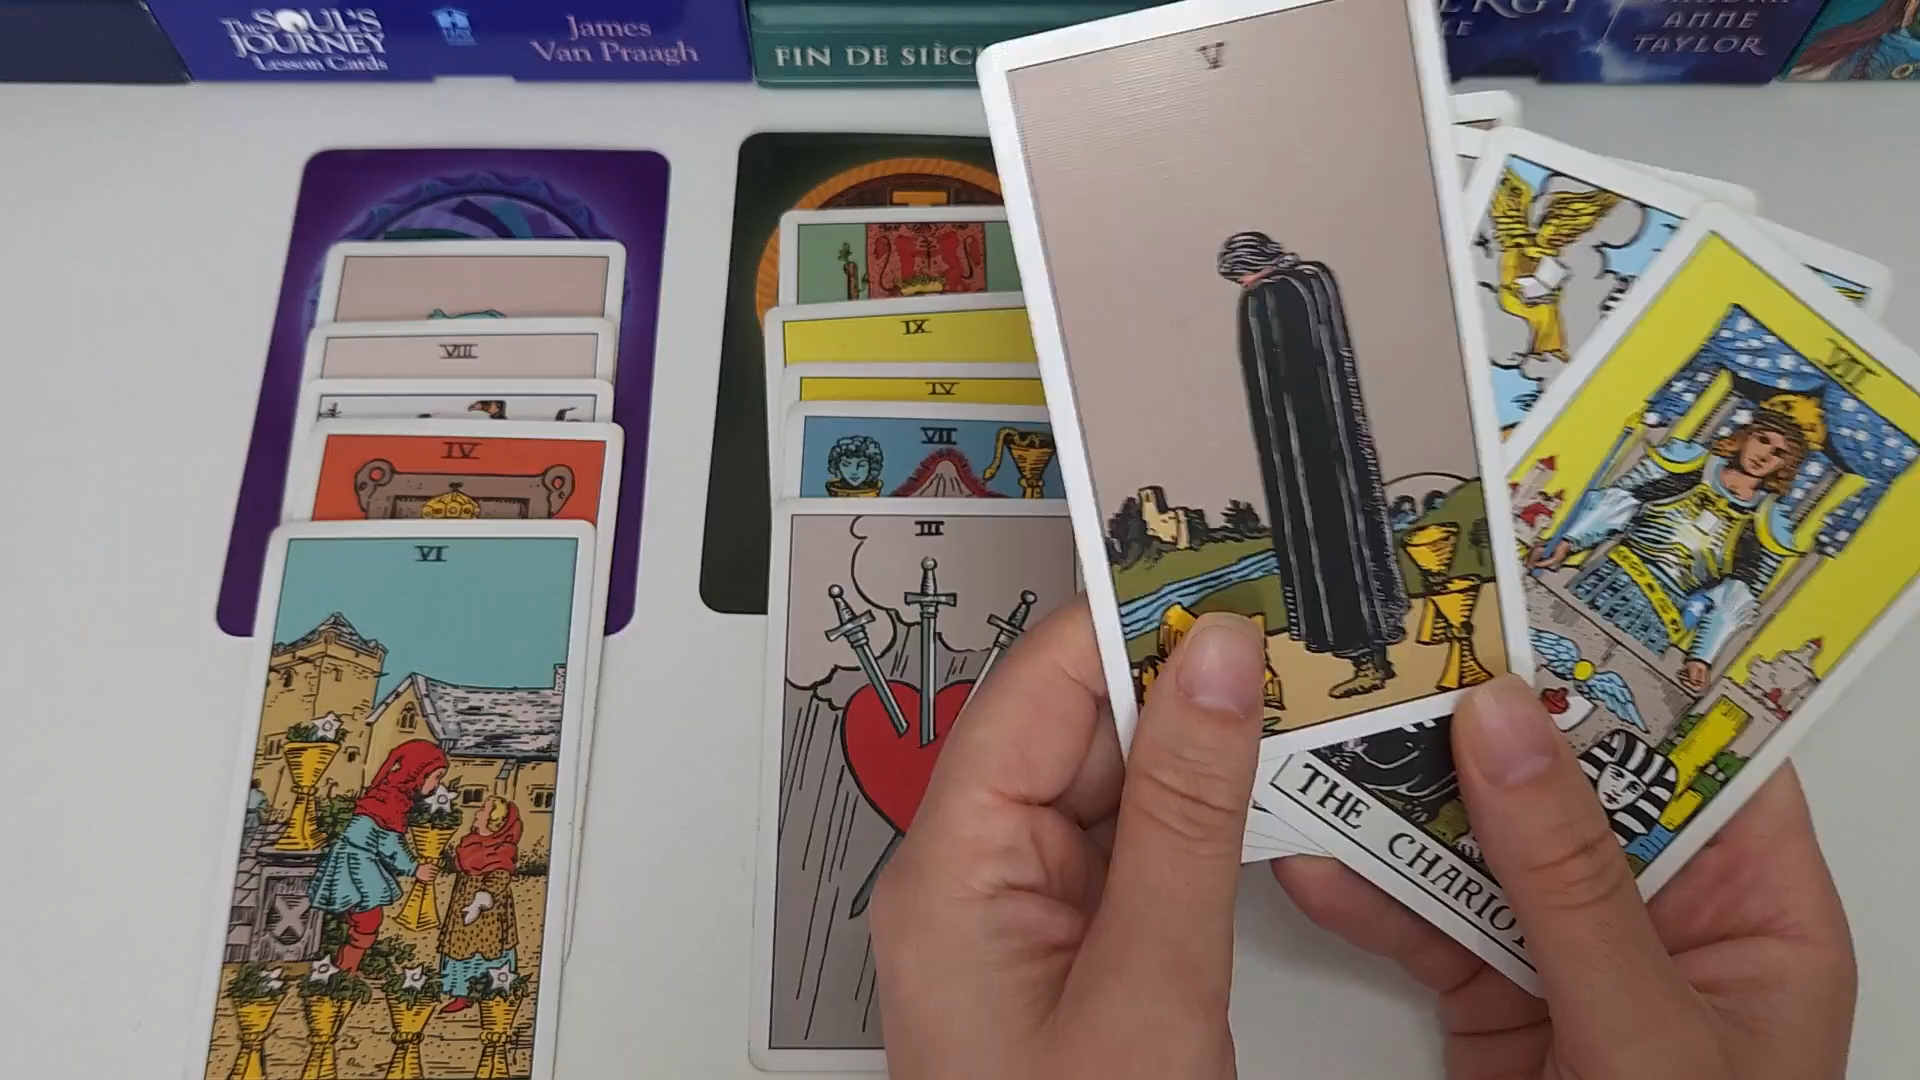 The SOUL'S
JOURNEY
Lesson Cards
James
Van Praagh
FIN DE SIÈC
ANNE
TAYLOR
V
VIII
IV
VI
IX
IV
VII
III
VII
THE CHARIO